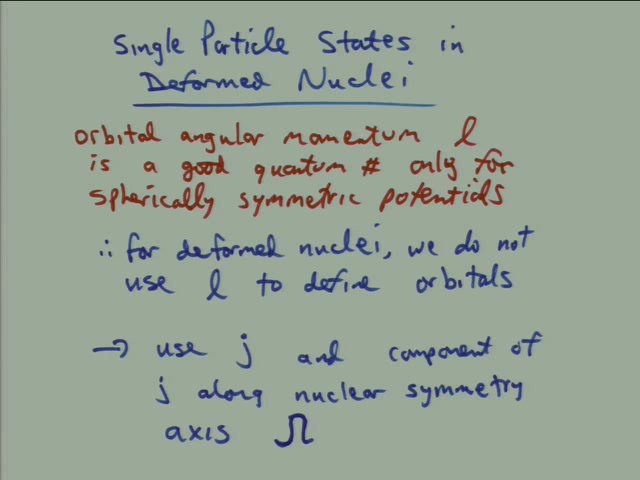 Single Particle States in
Deformed Nuclei
orbital angular momentum l
is a good quantum # only for
spherically symmetric potentials
∴ for deformed nuclei, we do not
use l to define orbitals
→ use j and component of
j along nuclear symmetry
axis Ω